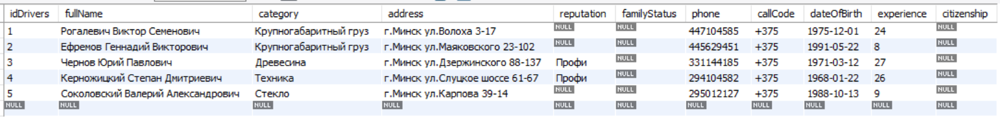 idDrivers fullName category address reputation familyStatus phone callCode dateOfBirth experience citizenship
1 Рогалевич Виктор Семенович Крупногабаритный груз г.Минск ул.Волоха 3-17 NULL NULL 447104585 +375 1975-12-01 24 NULL
2 Ефремов Геннадий Викторович Крупногабаритный груз г.Минск ул.Маяковского 23-102 NULL NULL 445629451 +375 1991-05-22 8 NULL
3 Чернов Юрий Павлович Древесина г.Минск ул.Дзержинского 88-137 Профи NULL 331144185 +375 1971-03-12 27 NULL
4 Керножицкий Степан Дмитриевич Техника г.Минск ул.Слуцкое шоссе 61-67 Профи NULL 294104582 +375 1968-01-22 26 NULL
5 Соколовский Валерий Александрович Стекло г.Минск ул.Карпова 39-14 NULL NULL 295012127 +375 1988-10-13 9 NULL
NULL NULL NULL NULL NULL NULL NULL NULL NULL NULL NULL